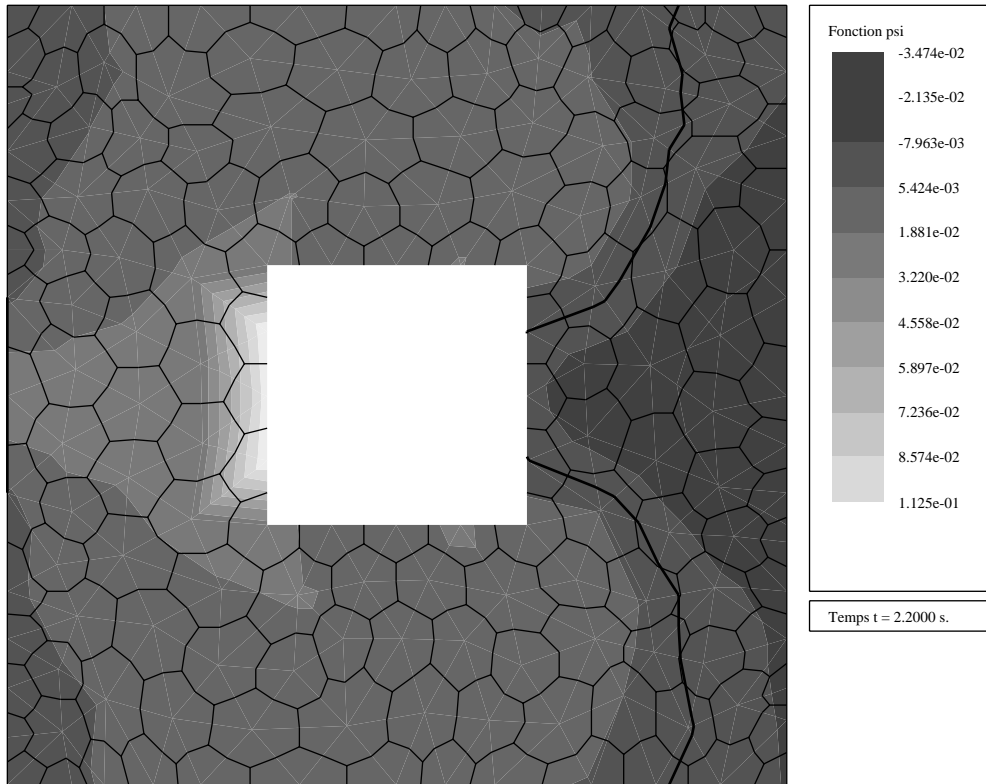 Fonction psi
-3.474e-02
-2.135e-02
-7.963e-03
5.424e-03
1.881e-02
3.220e-02
4.558e-02
5.897e-02
7.236e-02
8.574e-02
1.125e-01
Temps t = 2.2000 s.